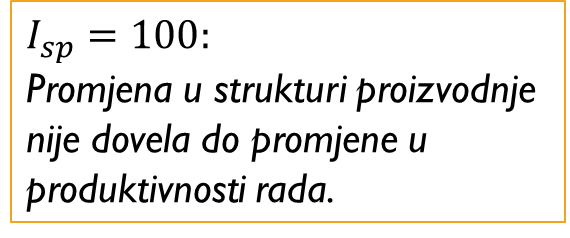 I_sp = 100:
Promjena u strukturi proizvodnje
nije dovela do promjene u
produktivnosti rada.